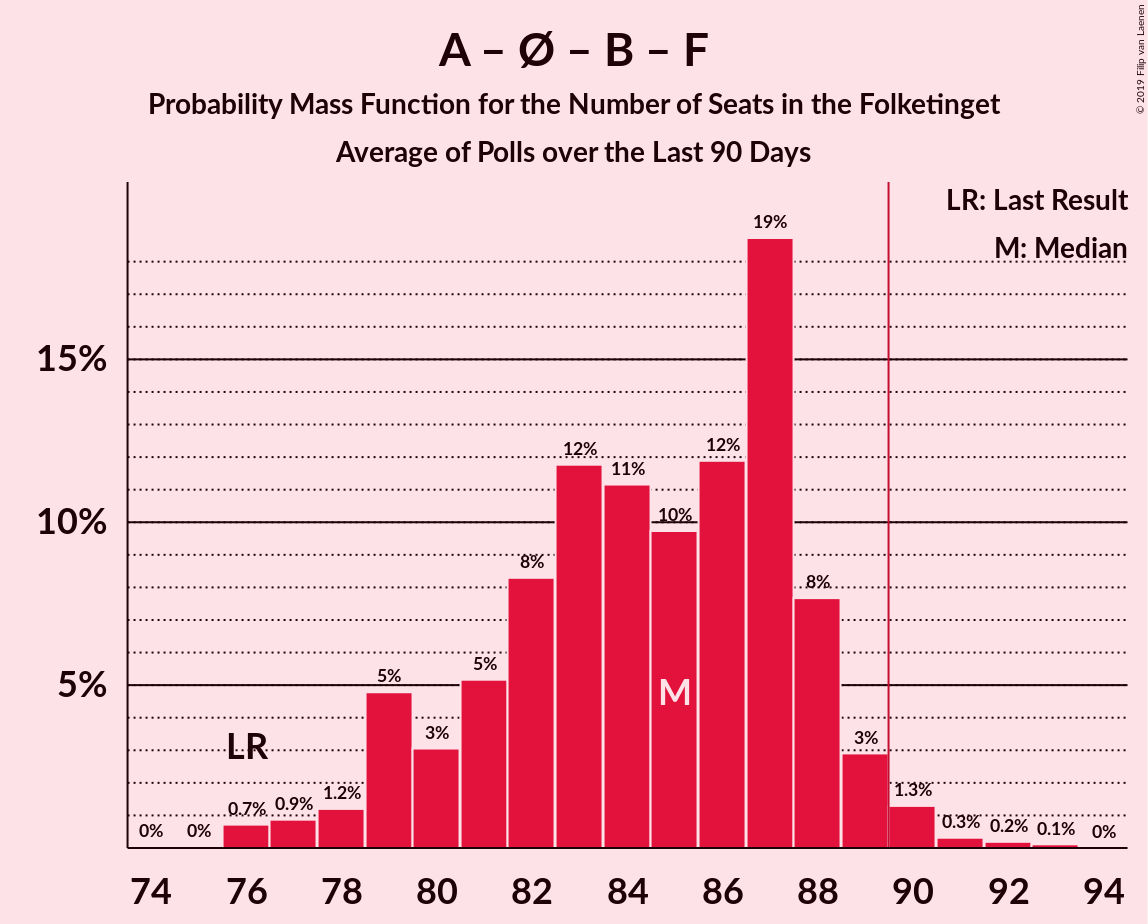 A – Ø – B – F
Probability Mass Function for the Number of Seats in the Folketinget
Average of Polls over the Last 90 Days
© 2019 Filip van Laenen
LR: Last Result
M: Median
15%
10%
5%
0%
0%
0.7%
0.9%
1.2%
5%
3%
5%
8%
12%
11%
10%
12%
19%
8%
3%
1.3%
0.3%
0.2%
0.1%
0%
LR
M
74 76 78 80 82 84 86 88 90 92 94